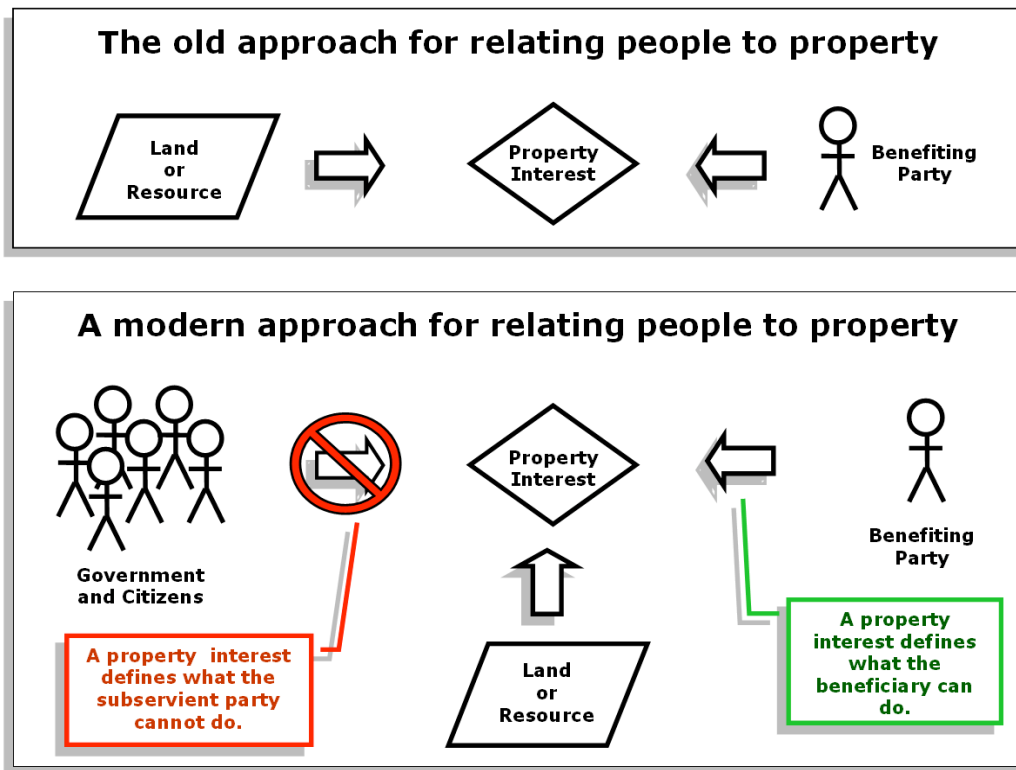 The old approach for relating people to property
Land
or
Resource
Property
Interest
Benefiting
Party
A modern approach for relating people to property
Government
and Citizens
Property
Interest
Benefiting
Party
A property interest
defines what the
subservient party
cannot do.
Land
or
Resource
A property
interest defines
what the
beneficiary can
do.